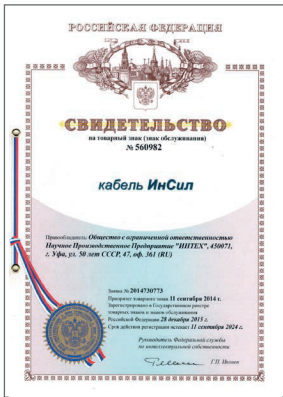 РОССИЙСКАЯ ФЕДЕРАЦИЯ
СВИДЕТЕЛЬСТВО
на товарный знак (знак обслуживания)
№ 560982
кабель ИнСил
Правообладатель: Общество с ограниченной ответственностью
Научное Производственное Предприятие "ИНТЕХ", 450071,
г. Уфа, ул. 50 лет СССР, 47, оф. 361 (RU)
Заявка № 2014730773
Приоритет товарного знака 11 сентября 2014 г.
Зарегистрировано в Государственном реестре
товарных знаков и знаков обслуживания
Российской Федерации 28 декабря 2015 г.
Срок действия регистрации истекает 11 сентября 2024 г.
Руководитель Федеральной службы
по интеллектуальной собственности
Г.П. Ивлиев